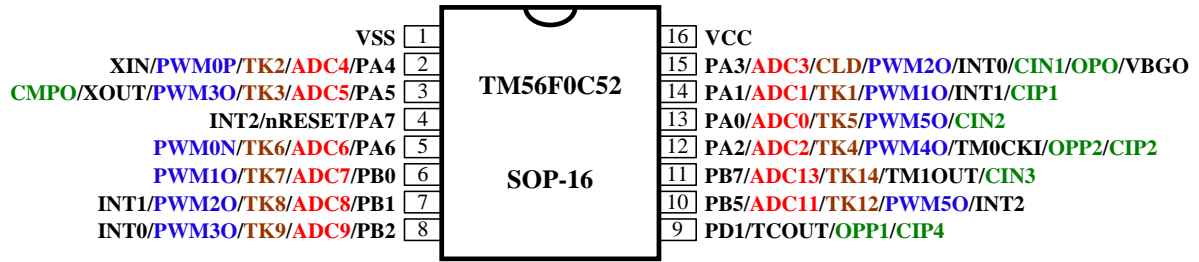 VSS 1 16 VCC
XIN/PWM0P/TK2/ADC4/PA4 2 15 PA3/ADC3/CLD/PWM2O/INT0/CIN1/OPO/VBGO
CMPO/XOUT/PWM3O/TK3/ADC5/PA5 3 TM56F0C52 14 PA1/ADC1/TK1/PWM1O/INT1/CIP1
INT2/nRESET/PA7 4 13 PA0/ADC0/TK5/PWM5O/CIN2
PWM0N/TK6/ADC6/PA6 5 12 PA2/ADC2/TK4/PWM4O/TM0CKI/OPP2/CIP2
PWM1O/TK7/ADC7/PB0 6 SOP-16 11 PB7/ADC13/TK14/TM1OUT/CIN3
INT1/PWM2O/TK8/ADC8/PB1 7 10 PB5/ADC11/TK12/PWM5O/INT2
INT0/PWM3O/TK9/ADC9/PB2 8 9 PD1/TCOUT/OPP1/CIP4